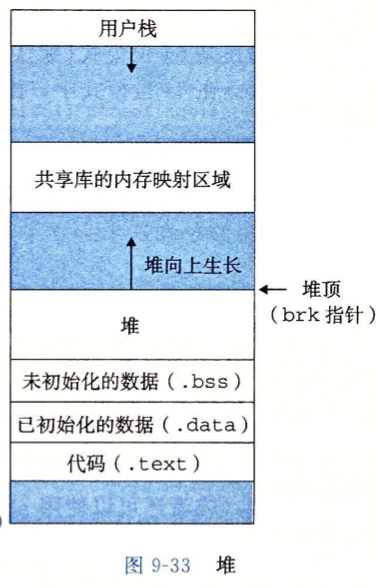 用户栈
共享库的内存映射区域
堆向上生长
堆顶
(brk 指针)
堆
未初始化的数据(.bss)
已初始化的数据(.data)
代码(.text)
图 9-33 堆